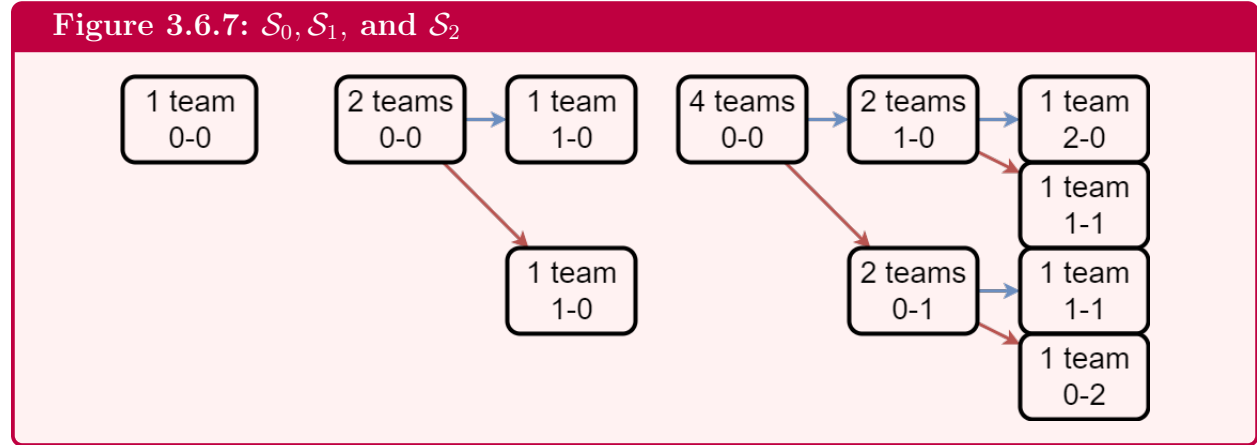 Figure 3.6.7: 𝒮₀, 𝒮₁, and 𝒮₂
1 team
0-0
2 teams
0-0
1 team
1-0
1 team
1-0
4 teams
0-0
2 teams
1-0
1 team
2-0
1 team
1-1
2 teams
0-1
1 team
1-1
1 team
0-2